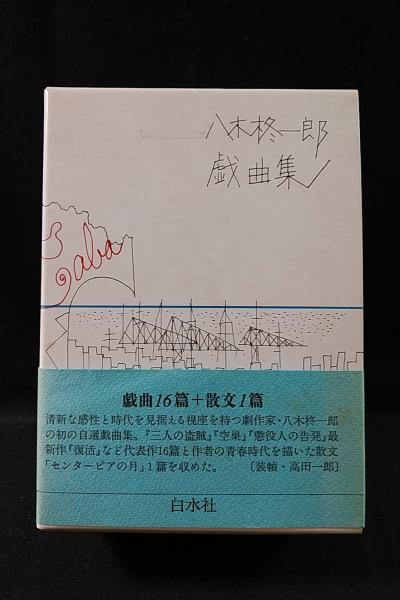 八木柊一郎
戯曲集
戯曲16篇+散文1篇
清新な感性と時代を見据える視座を持つ劇作家・八木柊一郎
の初の自選戯曲集。『三人の盗賊』『空巣』『懲役人の告発』最
新作『復活』など代表作16篇と作者の青春時代を描いた散文
「センターピアの月」1篇を収めた。〔装幀・高田一郎〕
白水社